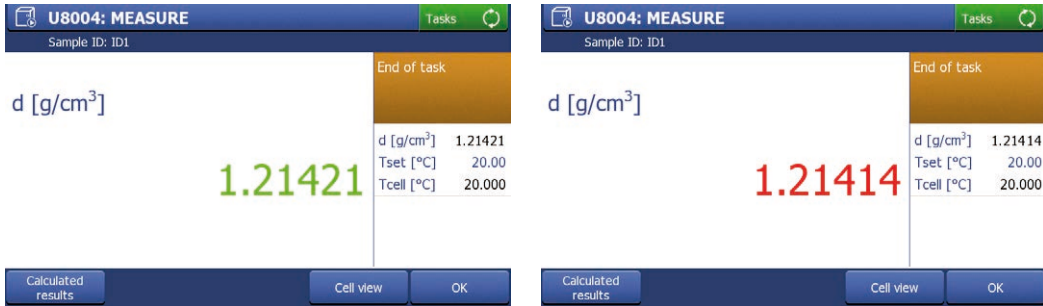 U8004: MEASURE
Tasks
Sample ID: ID1
End of task
d [g/cm³]
1.21421
d [g/cm³] 1.21421
Tset [°C] 20.00
Tcell [°C] 20.000
Calculated
results
Cell view
OK
U8004: MEASURE
Tasks
Sample ID: ID1
End of task
d [g/cm³]
1.21414
d [g/cm³] 1.21414
Tset [°C] 20.00
Tcell [°C] 20.000
Calculated
results
Cell view
OK